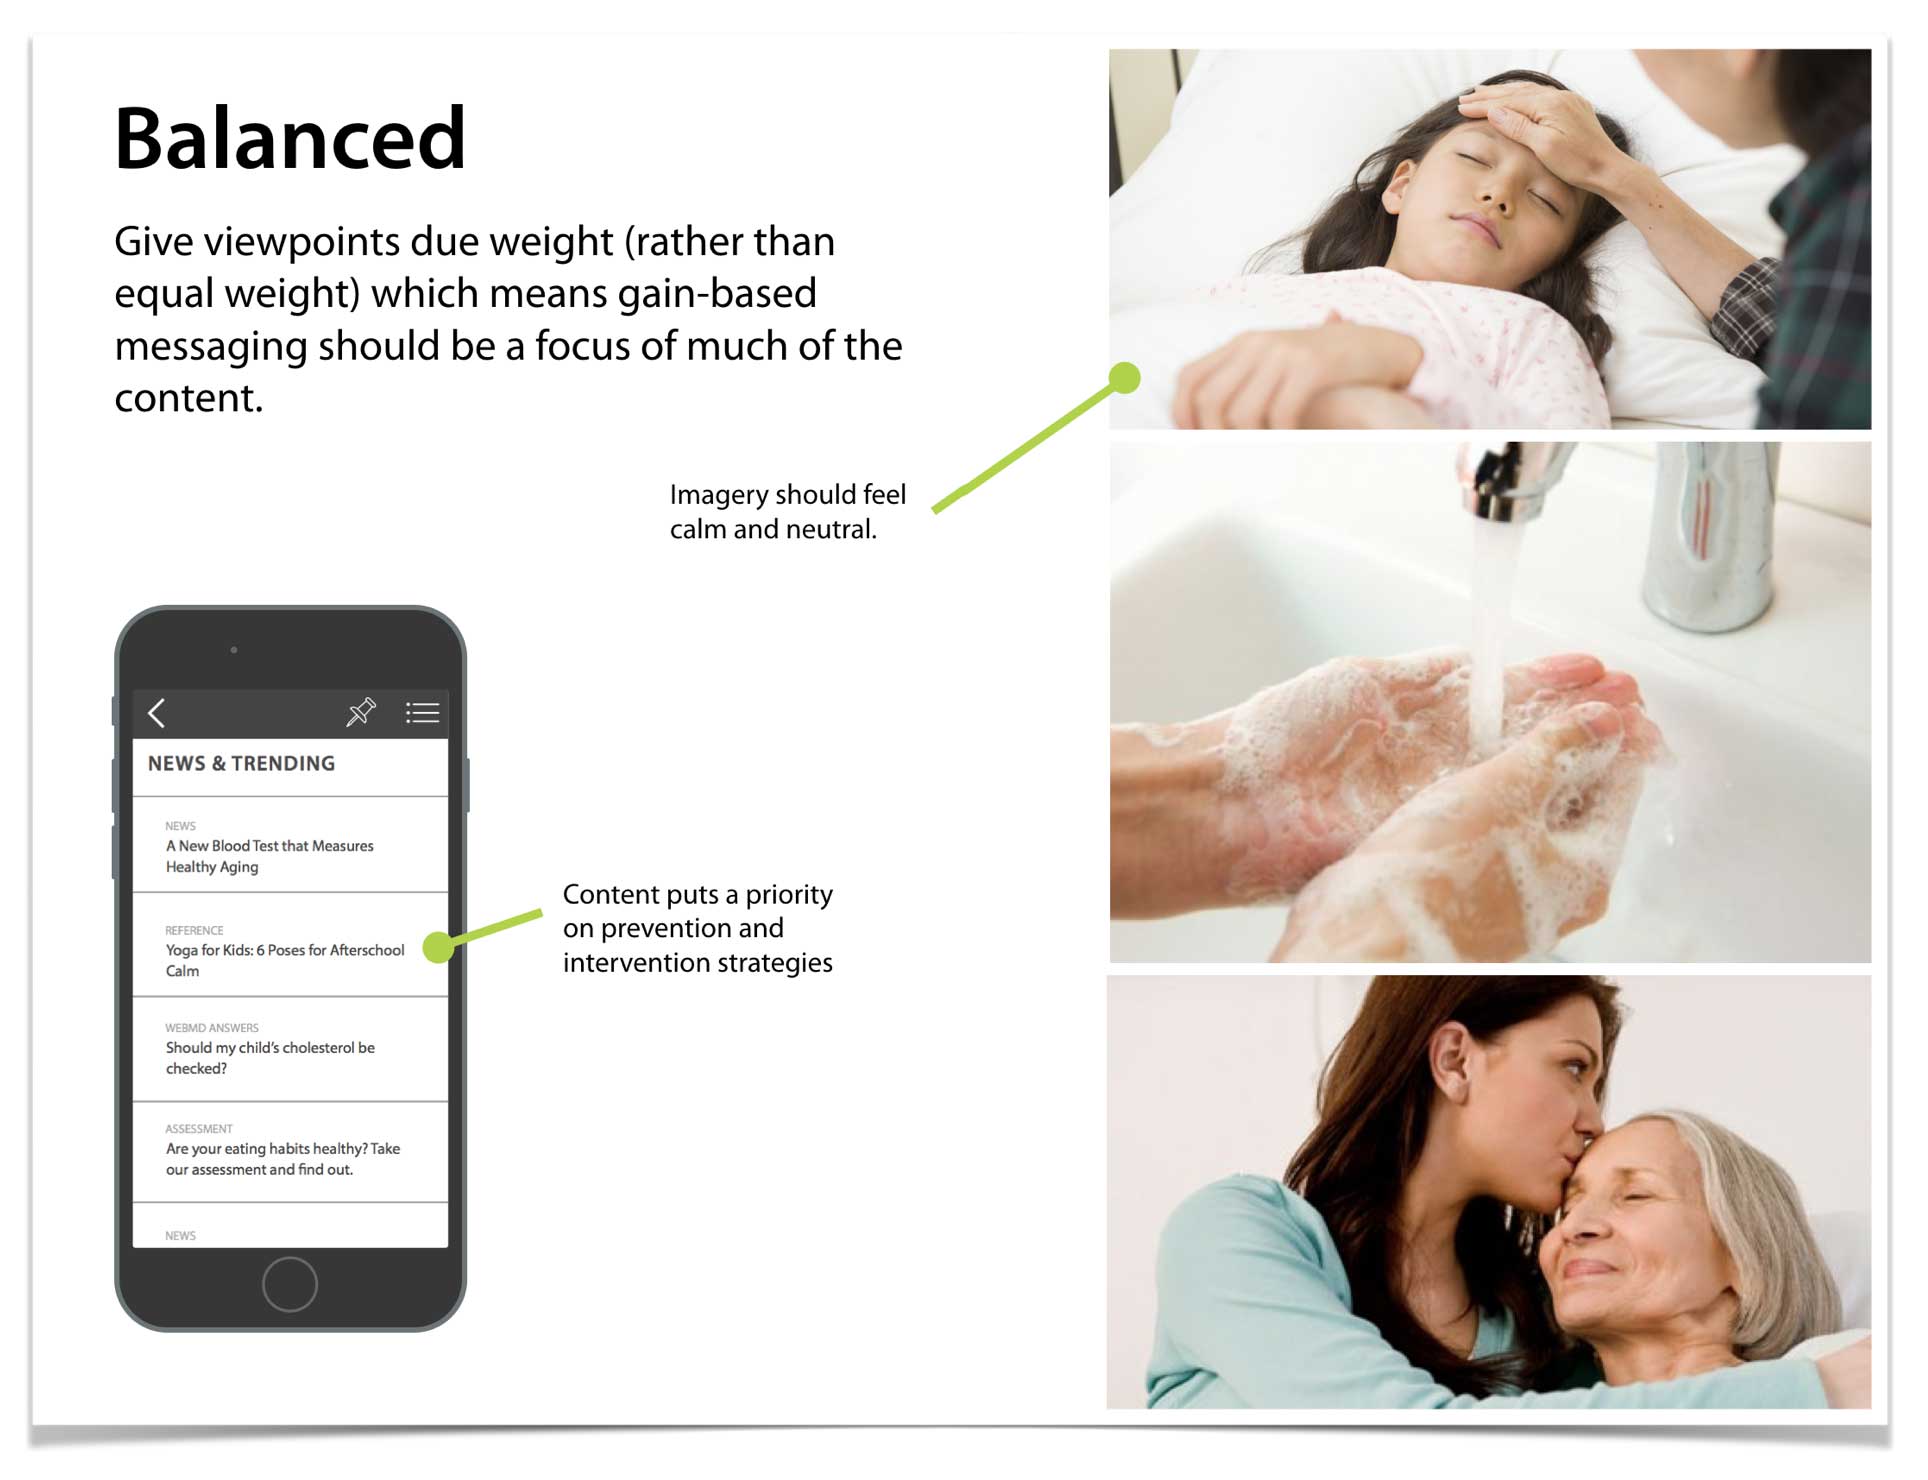 Balanced
Give viewpoints due weight (rather than
equal weight) which means gain-based
messaging should be a focus of much of the
content.
Imagery should feel
calm and neutral.
NEWS & TRENDING
NEWS
A New Blood Test that Measures
Healthy Aging
REFERENCE
Yoga for Kids: 6 Poses for Afterschool
Calm
WEBMD ANSWERS
Should my child's cholesterol be
checked?
ASSESSMENT
Are your eating habits healthy? Take
our assessment and find out.
NEWS
Content puts a priority
on prevention and
intervention strategies